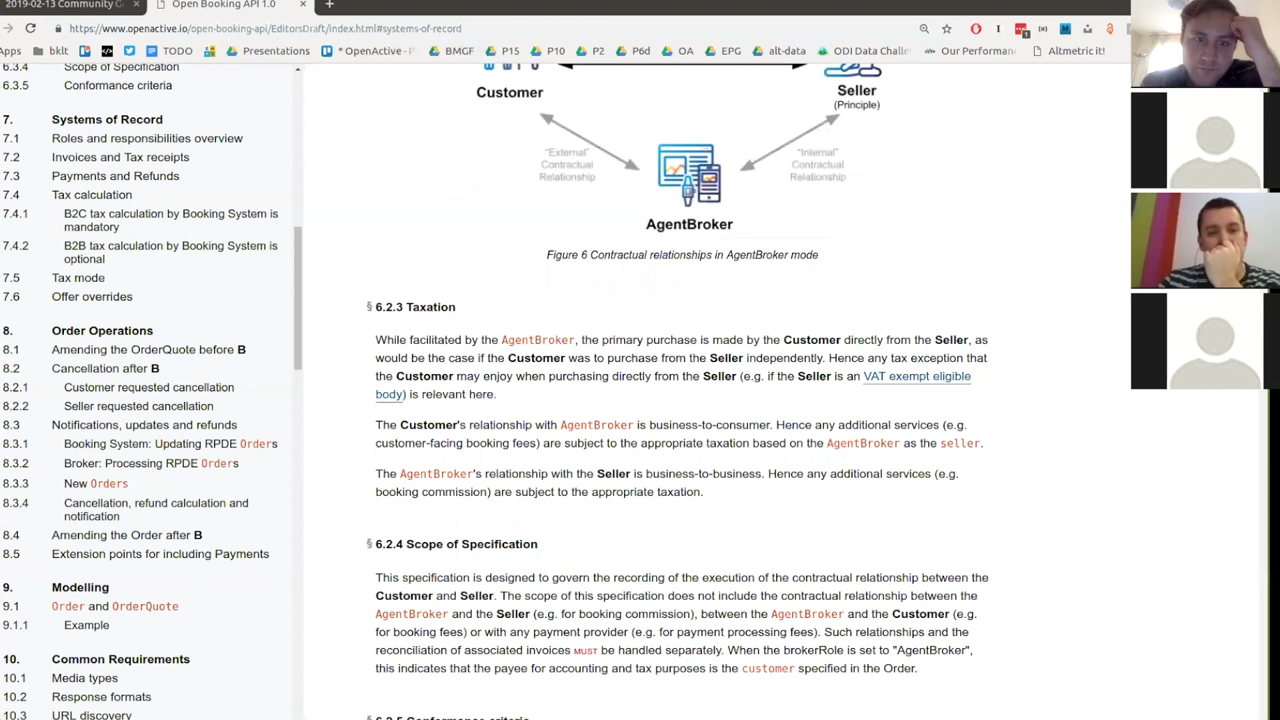 2019-02-13 Community G
Open Booking API 1.0
https://www.openactive.io/open-booking-api/EditorsDraft/index.html#systems-of-record
Apps bklt TODO Presentations * OpenActive - P BMGF P15 P10 P2 P6d OA EPG alt-data ODI Data Challe Our Performan Altmetric it!
6.3.4 Scope of Specification
6.3.5 Conformance criteria
7. Systems of Record
7.1 Roles and responsibilities overview
7.2 Invoices and Tax receipts
7.3 Payments and Refunds
7.4 Tax calculation
7.4.1 B2C tax calculation by Booking System is
mandatory
7.4.2 B2B tax calculation by Booking System is
optional
7.5 Tax mode
7.6 Offer overrides
8. Order Operations
8.1 Amending the OrderQuote before B
8.2 Cancellation after B
8.2.1 Customer requested cancellation
8.2.2 Seller requested cancellation
8.3 Notifications, updates and refunds
8.3.1 Booking System: Updating RPDE Orders
8.3.2 Broker: Processing RPDE Orders
8.3.3 New Orders
8.3.4 Cancellation, refund calculation and
notification
8.4 Amending the Order after B
8.5 Extension points for including Payments
9. Modelling
9.1 Order and OrderQuote
9.1.1 Example
10. Common Requirements
10.1 Media types
10.2 Response formats
10.3 URL discovery
Customer
Seller
(Principle)
"External"
Contractual
Relationship
"Internal"
Contractual
Relationship
AgentBroker
Figure 6 Contractual relationships in AgentBroker mode
§ 6.2.3 Taxation
While facilitated by the AgentBroker, the primary purchase is made by the Customer directly from the Seller, as
would be the case if the Customer was to purchase from the Seller independently. Hence any tax exception that
the Customer may enjoy when purchasing directly from the Seller (e.g. if the Seller is an VAT exempt eligible
body) is relevant here.
The Customer's relationship with AgentBroker is business-to-consumer. Hence any additional services (e.g.
customer-facing booking fees) are subject to the appropriate taxation based on the AgentBroker as the seller.
The AgentBroker's relationship with the Seller is business-to-business. Hence any additional services (e.g.
booking commission) are subject to the appropriate taxation.
§ 6.2.4 Scope of Specification
This specification is designed to govern the recording of the execution of the contractual relationship between the
Customer and Seller. The scope of this specification does not include the contractual relationship between the
AgentBroker and the Seller (e.g. for booking commission), between the AgentBroker and the Customer (e.g.
for booking fees) or with any payment provider (e.g. for payment processing fees). Such relationships and the
reconciliation of associated invoices MUST be handled separately. When the brokerRole is set to "AgentBroker",
this indicates that the payee for accounting and tax purposes is the customer specified in the Order.
§ 6.2.5 Conformance criteria